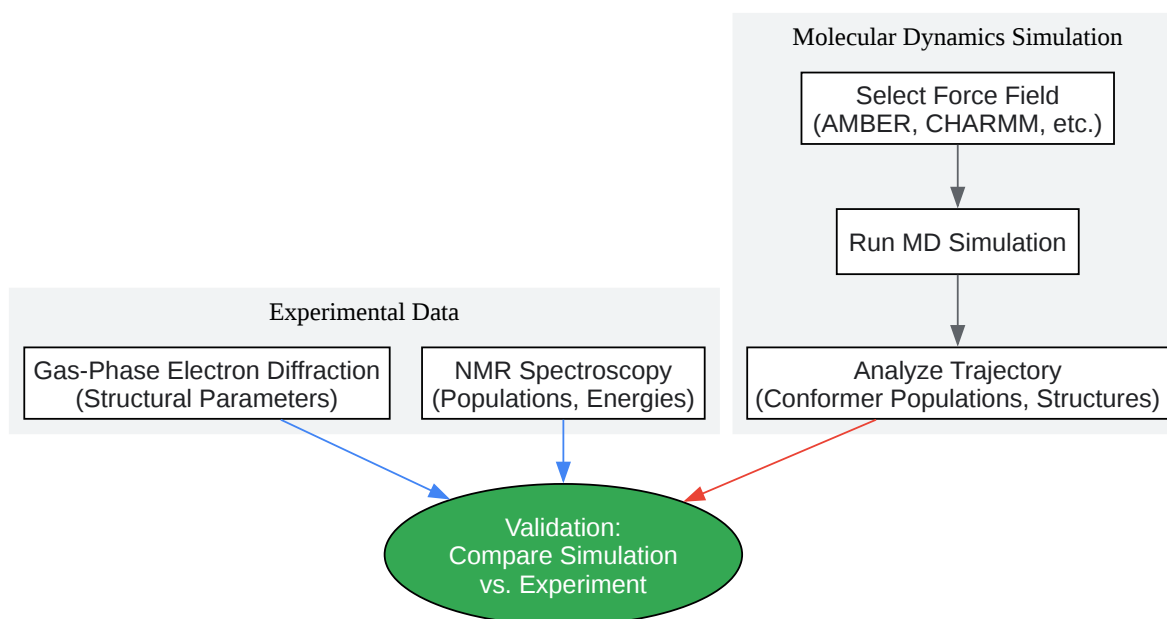 Molecular Dynamics Simulation
Select Force Field
(AMBER, CHARMM, etc.)
Run MD Simulation
Analyze Trajectory
(Conformer Populations, Structures)
Experimental Data
Gas-Phase Electron Diffraction
(Structural Parameters)
NMR Spectroscopy
(Populations, Energies)
Validation:
Compare Simulation
vs. Experiment